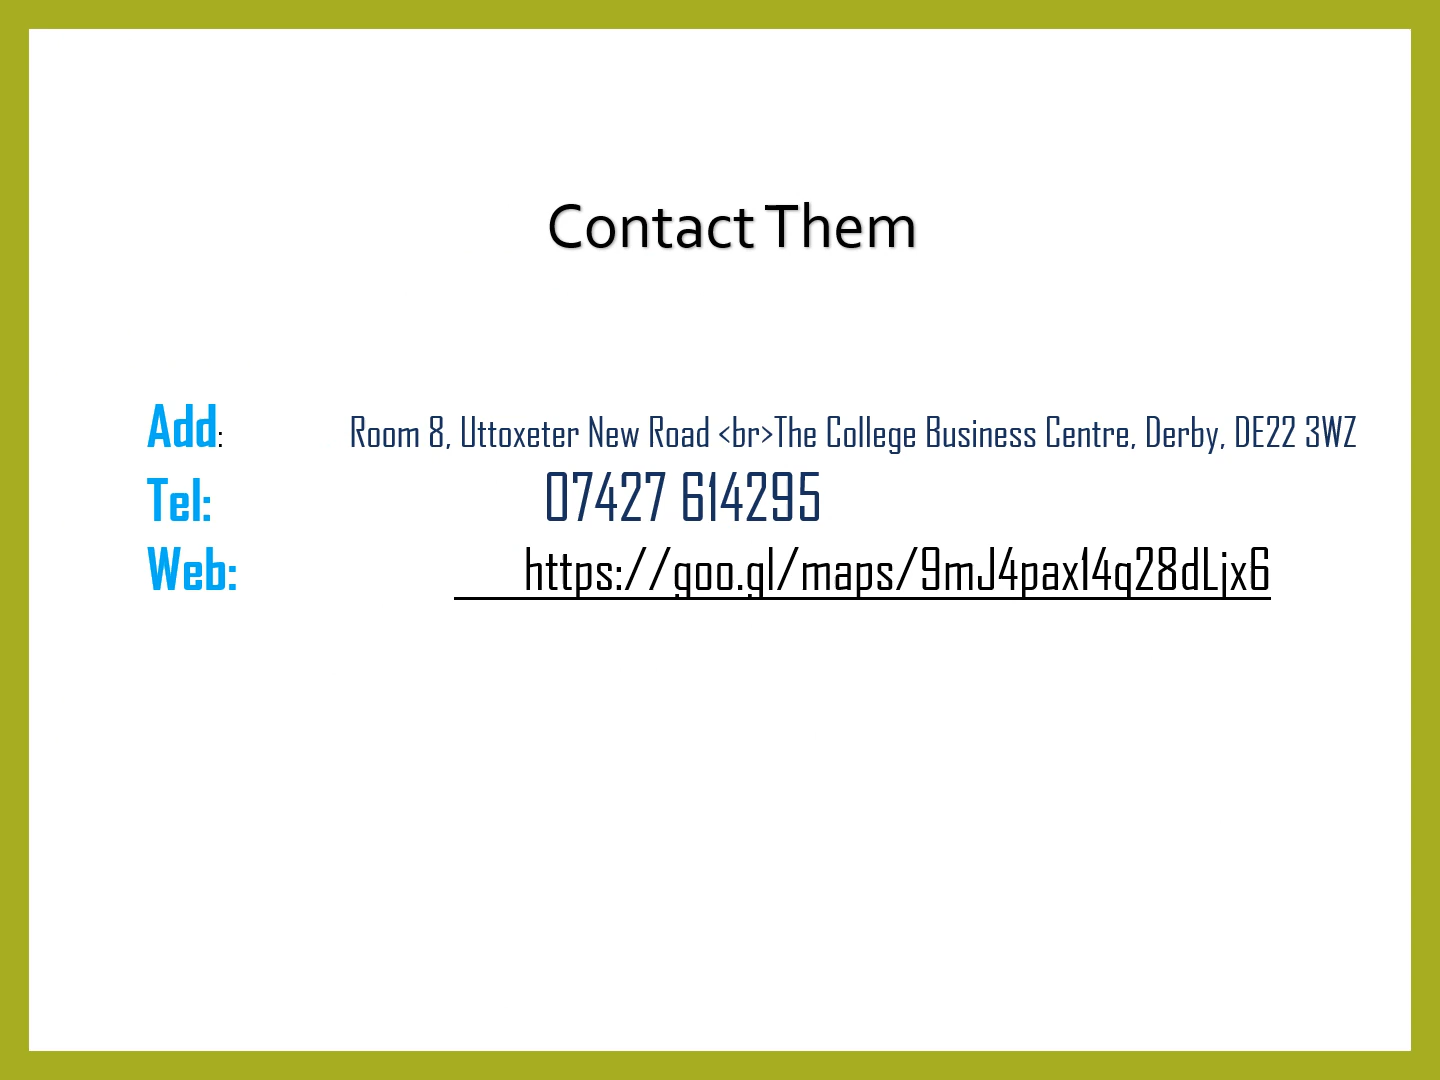 Contact Them
Add: Room 8, Uttoxeter New Road <br>The College Business Centre, Derby, DE22 3WZ
Tel: 07427 614295
Web: https://goo.gl/maps/9mJ4pax14q28dLjx6